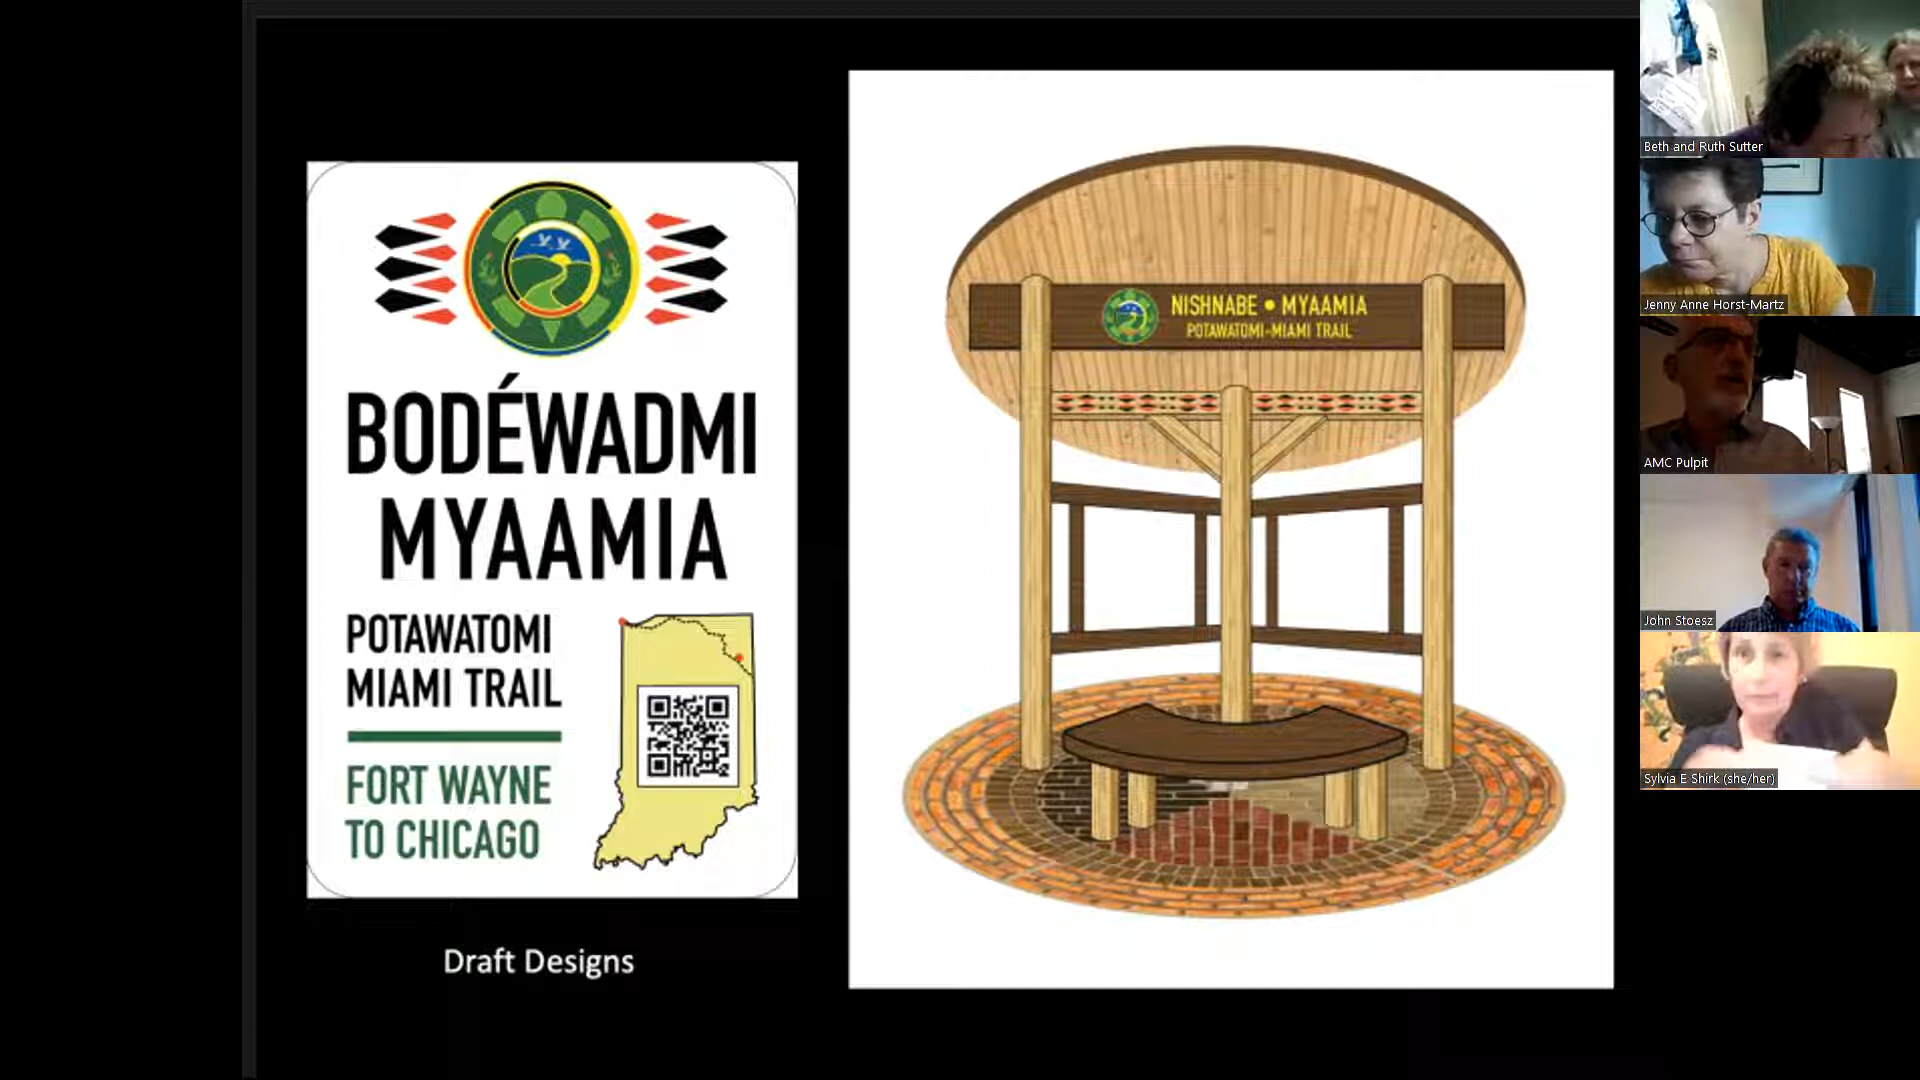 BODÉWADMI
MYAAMIA
POTAWATOMI
MIAMI TRAIL
FORT WAYNE
TO CHICAGO
Draft Designs
NISHNABE • MYAAMIA
POTAWATOMI-MIAMI TRAIL
Beth and Ruth Sutter
Jenny Anne Horst-Martz
AMC Pulpit
John Stoesz
Sylvia E Shirk (she/her)